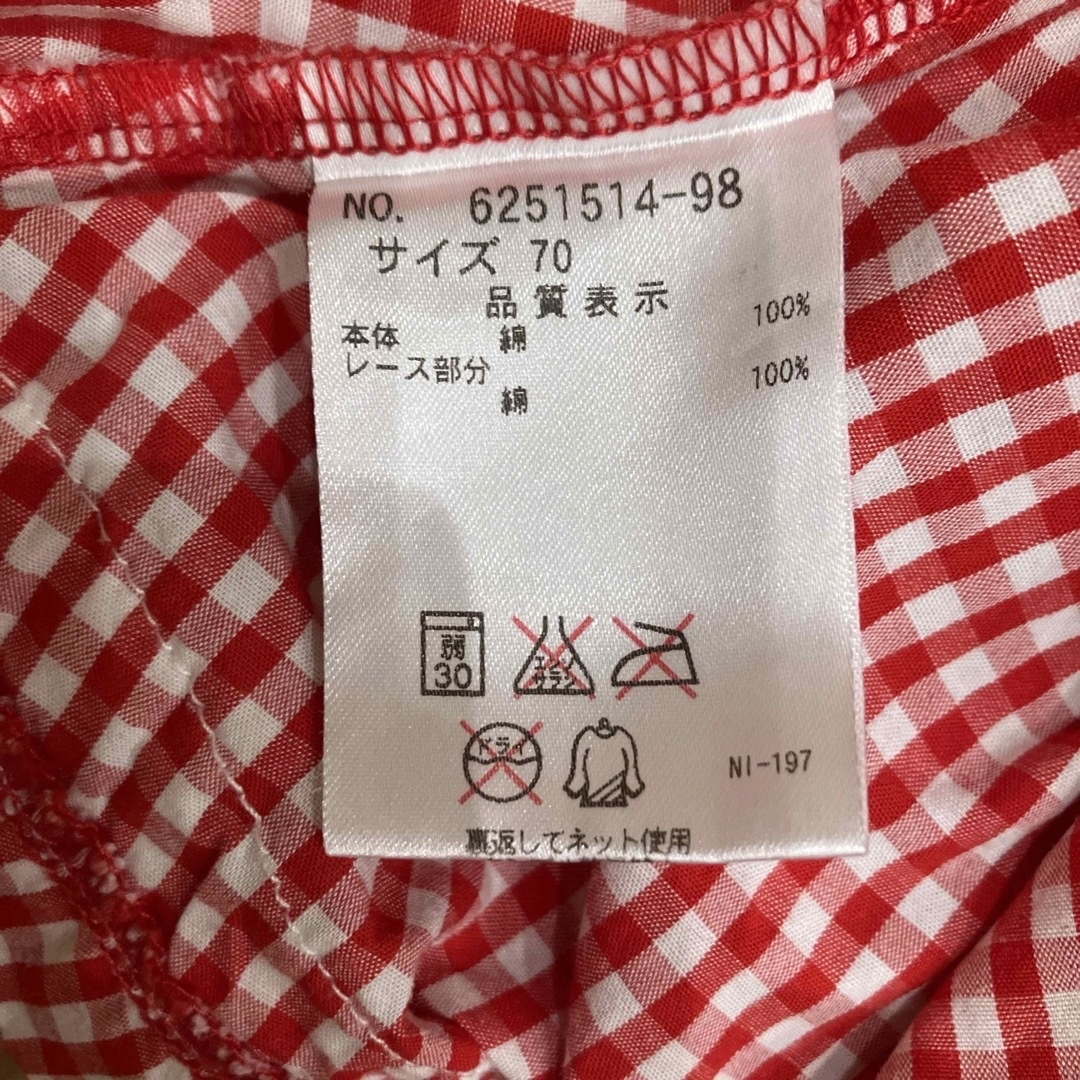 NO. 6251514-98
サイズ 70
品質表示
本体 綿 100%
レース部分
綿 100%
弱
30
エンソ
サラシ
ドライ
NI-197
裏返してネット使用